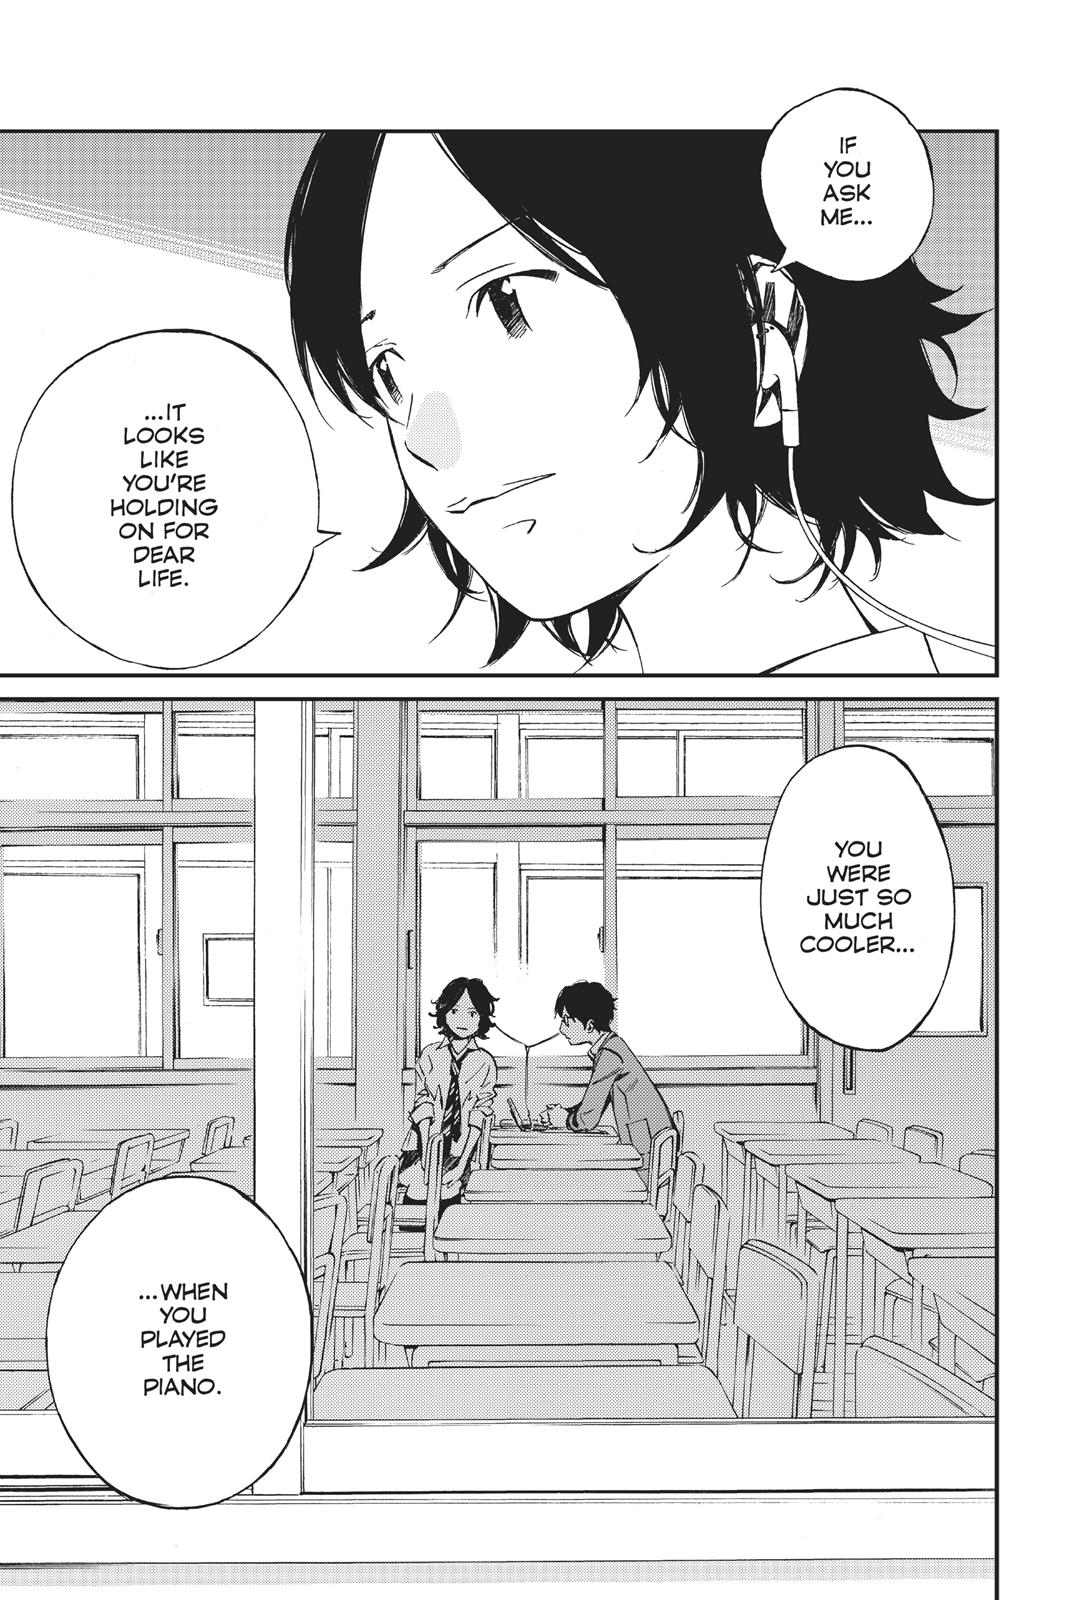 IF
YOU
ASK
ME...
...IT
LOOKS
LIKE
YOU'RE
HOLDING
ON FOR
DEAR
LIFE.
YOU
WERE
JUST SO
MUCH
COOLER...
...WHEN
YOU
PLAYED
THE
PIANO.